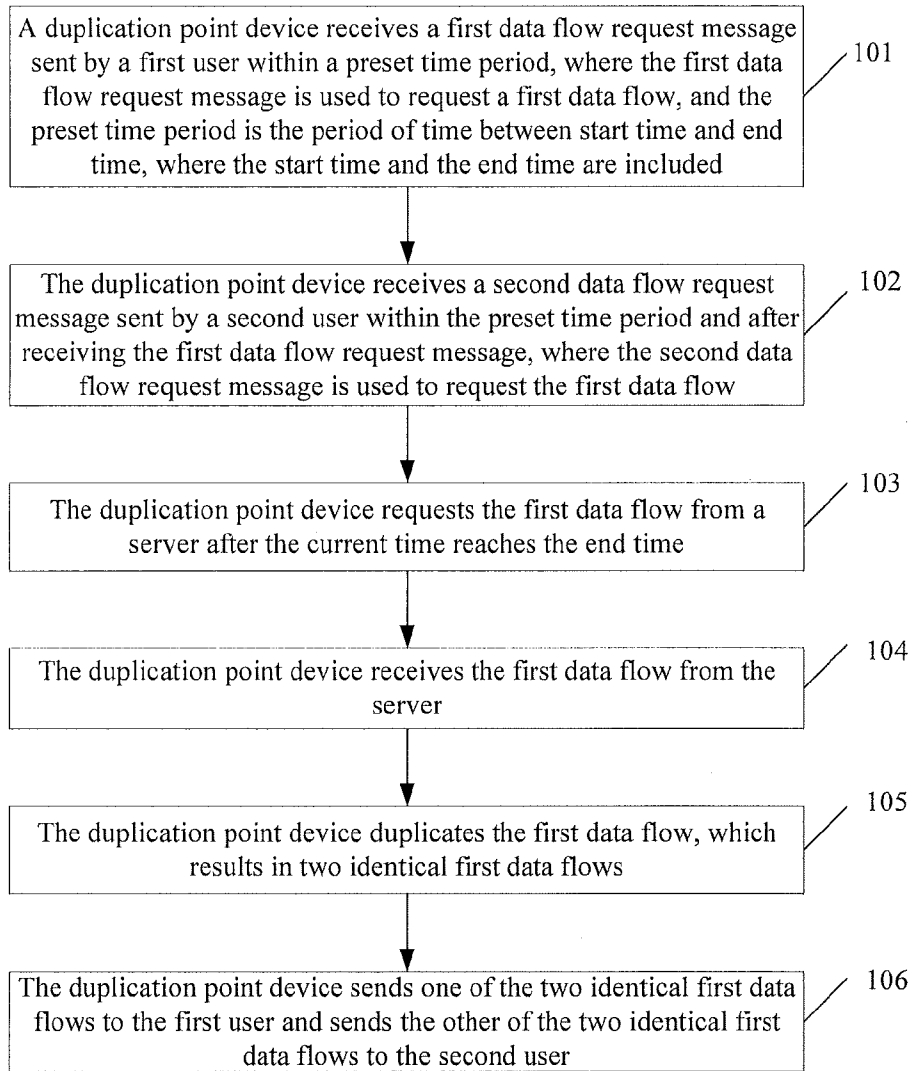 A duplication point device receives a first data flow request message
sent by a first user within a preset time period, where the first data
flow request message is used to request a first data flow, and the
preset time period is the period of time between start time and end
time, where the start time and the end time are included
101
The duplication point device receives a second data flow request
message sent by a second user within the preset time period and after
receiving the first data flow request message, where the second data
flow request message is used to request the first data flow
102
The duplication point device requests the first data flow from a
server after the current time reaches the end time
103
The duplication point device receives the first data flow from the
server
104
The duplication point device duplicates the first data flow, which
results in two identical first data flows
105
The duplication point device sends one of the two identical first data
flows to the first user and sends the other of the two identical first
data flows to the second user
106